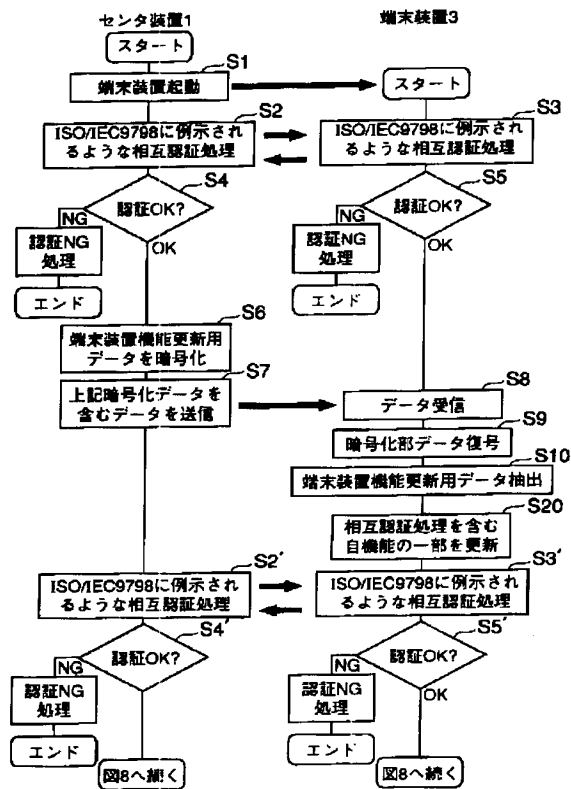 センタ装置1
端末装置3
スタート
S1
端末装置起動
スタート
S2
ISO/IEC9798に例示され
るような相互認証処理
S3
ISO/IEC9798に例示され
るような相互認証処理
S4
認証OK?
NG
OK
認証NG
処理
エンド
S5
認証OK?
NG
OK
認証NG
処理
エンド
S6
端末装置機能更新用
データを暗号化
S7
上記暗号化データを
含むデータを送信
S8
データ受信
S9
暗号化部データ復号
S10
端末装置機能更新用データ抽出
S20
相互認証処理を含む
自機能の一部を更新
S2′
ISO/IEC9798に例示され
るような相互認証処理
S3′
ISO/IEC9798に例示され
るような相互認証処理
S4′
認証OK?
NG
認証NG
処理
エンド
図8へ続く
S5′
認証OK?
NG
OK
認証NG
処理
エンド
図8へ続く